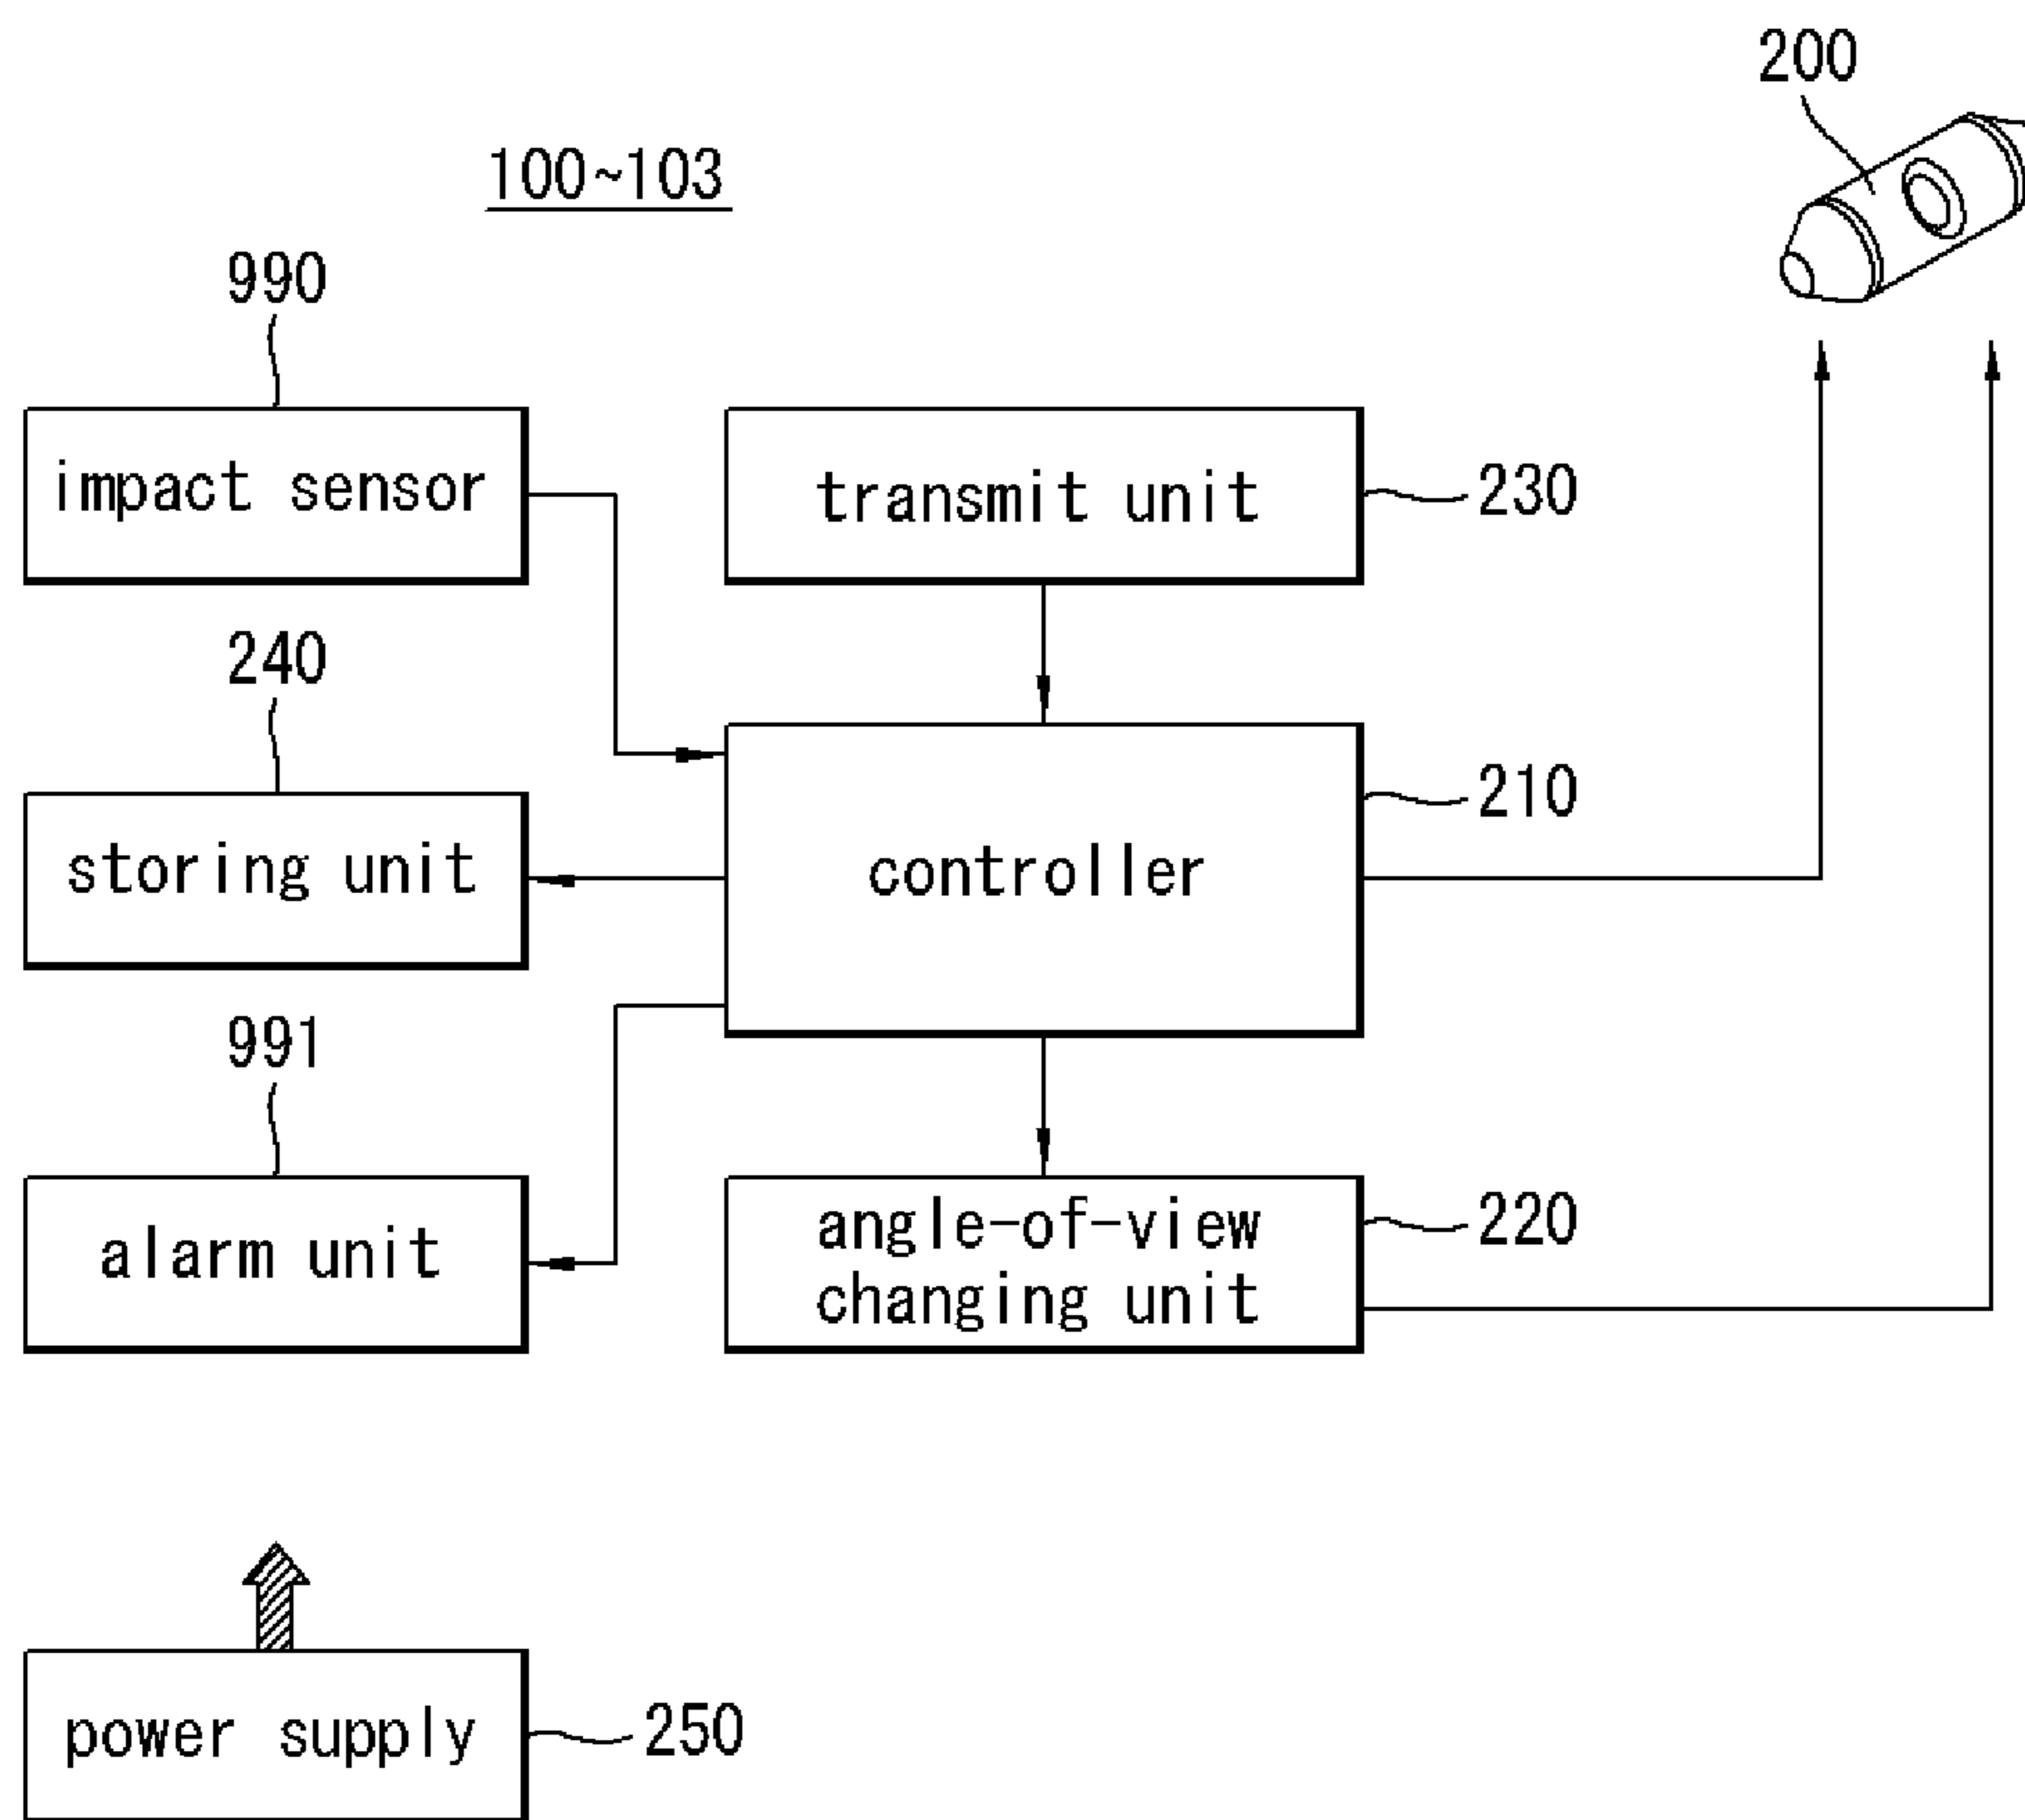 200
100~103
990
impact sensor
transmit unit
230
240
210
storing unit
controller
991
alarm unit
angle-of-view
changing unit
220
power supply
250